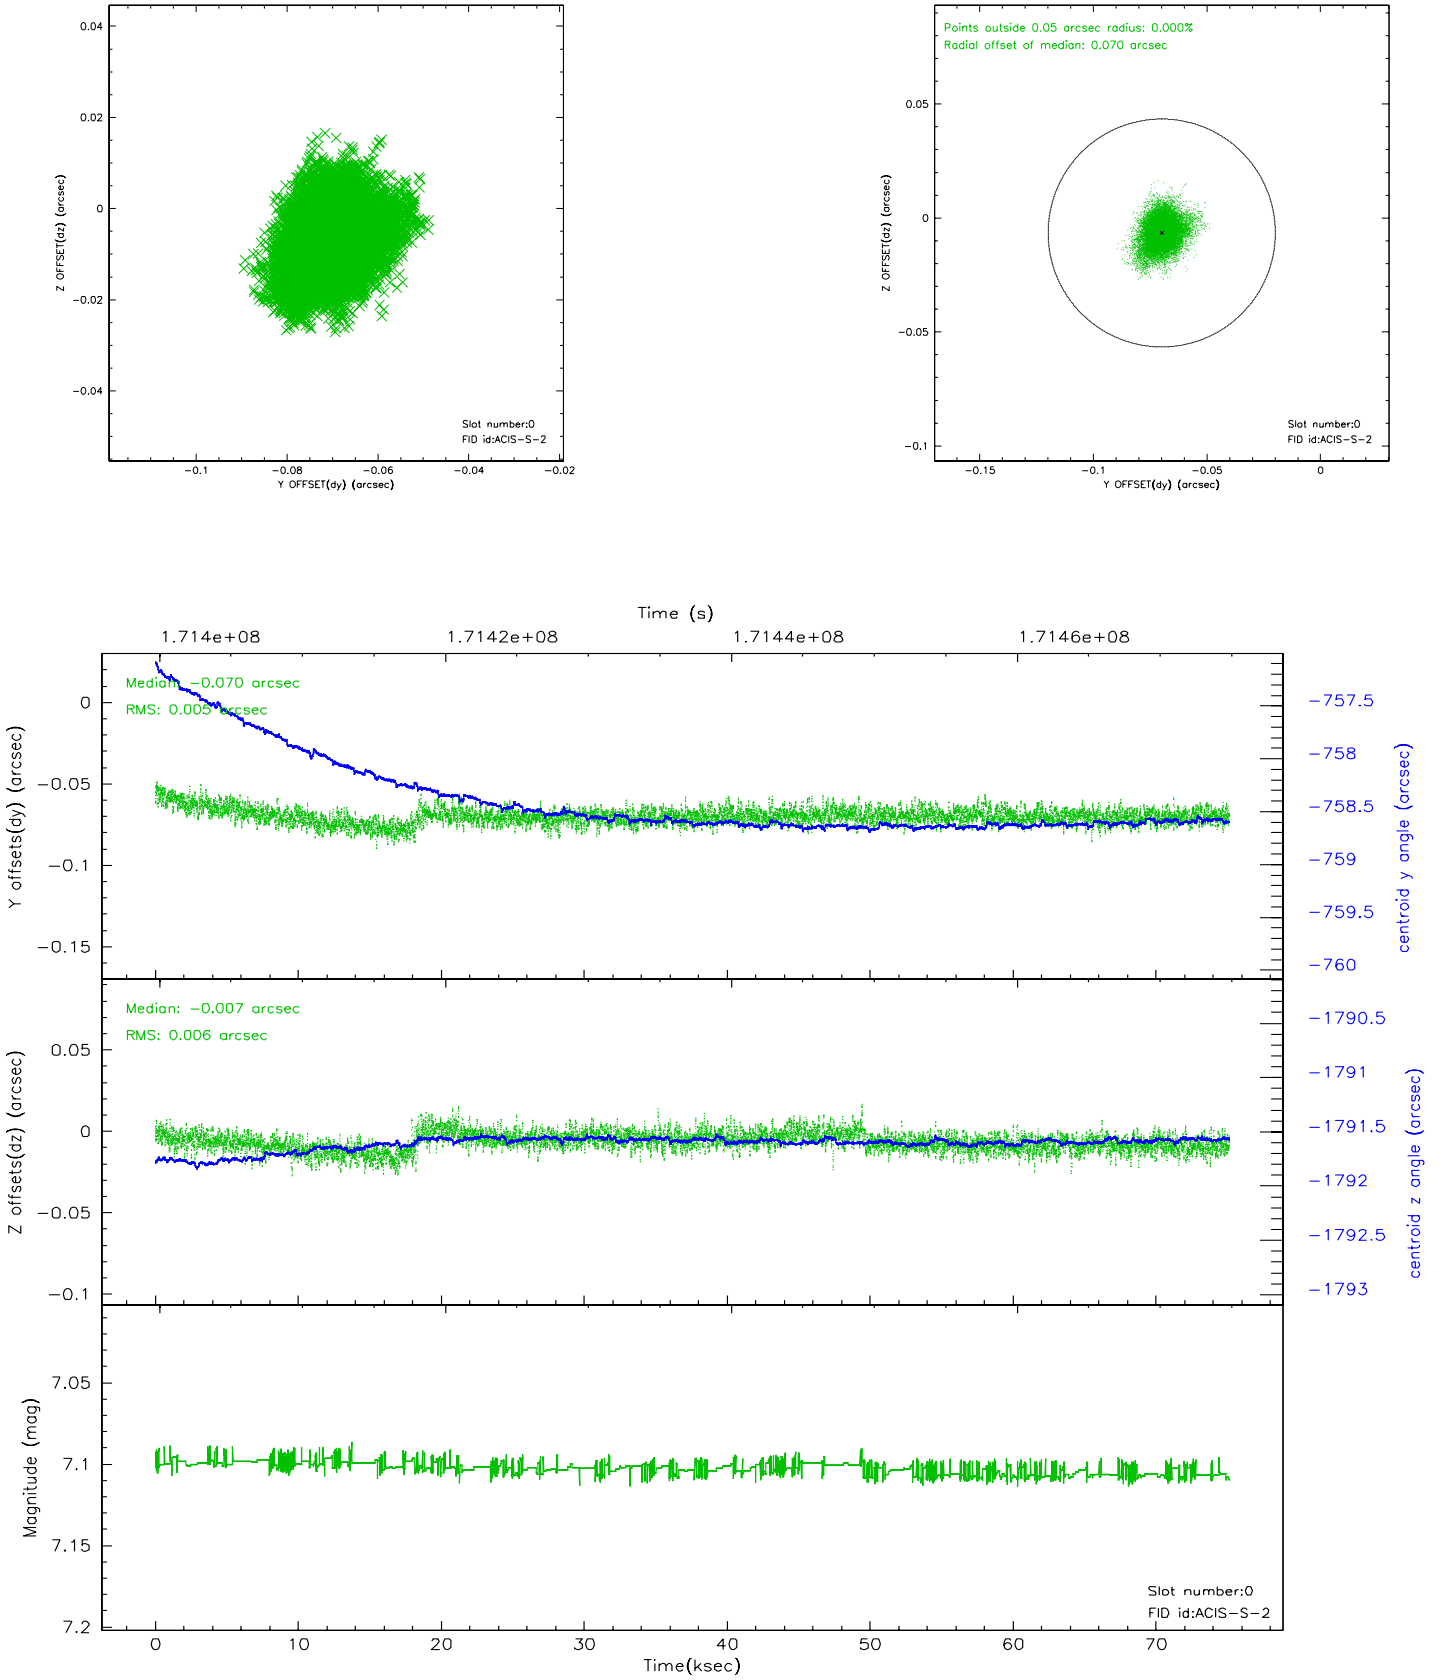 0.04
0.02
0
−0.02
−0.04
Z OFFSET(dz) (arcsec)
Slot number:0
FID id:ACIS−S−2
−0.1
−0.08
−0.06
−0.04
−0.02
Y OFFSET(dy) (arcsec)
Points outside 0.05 arcsec radius: 0.000%
Radial offset of median: 0.070 arcsec
0.05
0
−0.05
−0.1
Z OFFSET(dz) (arcsec)
Slot number:0
FID id:ACIS−S−2
−0.15
−0.1
−0.05
0
Y OFFSET(dy) (arcsec)
Time (s)
1.714e+08
1.7142e+08
1.7144e+08
1.7146e+08
Median: −0.070 arcsec
RMS: 0.005 arcsec
0
−0.05
−0.1
−0.15
Y offsets(dy) (arcsec)
−757.5
−758
−758.5
−759
−759.5
−760
centroid y angle (arcsec)
Median: −0.007 arcsec
RMS: 0.006 arcsec
0.05
0
−0.05
−0.1
Z offsets(dz) (arcsec)
−1790.5
−1791
−1791.5
−1792
−1792.5
−1793
centroid z angle (arcsec)
7.05
7.1
7.15
7.2
Magnitude (mag)
Slot number:0
FID id:ACIS−S−2
0
10
20
30
40
50
60
70
Time(ksec)